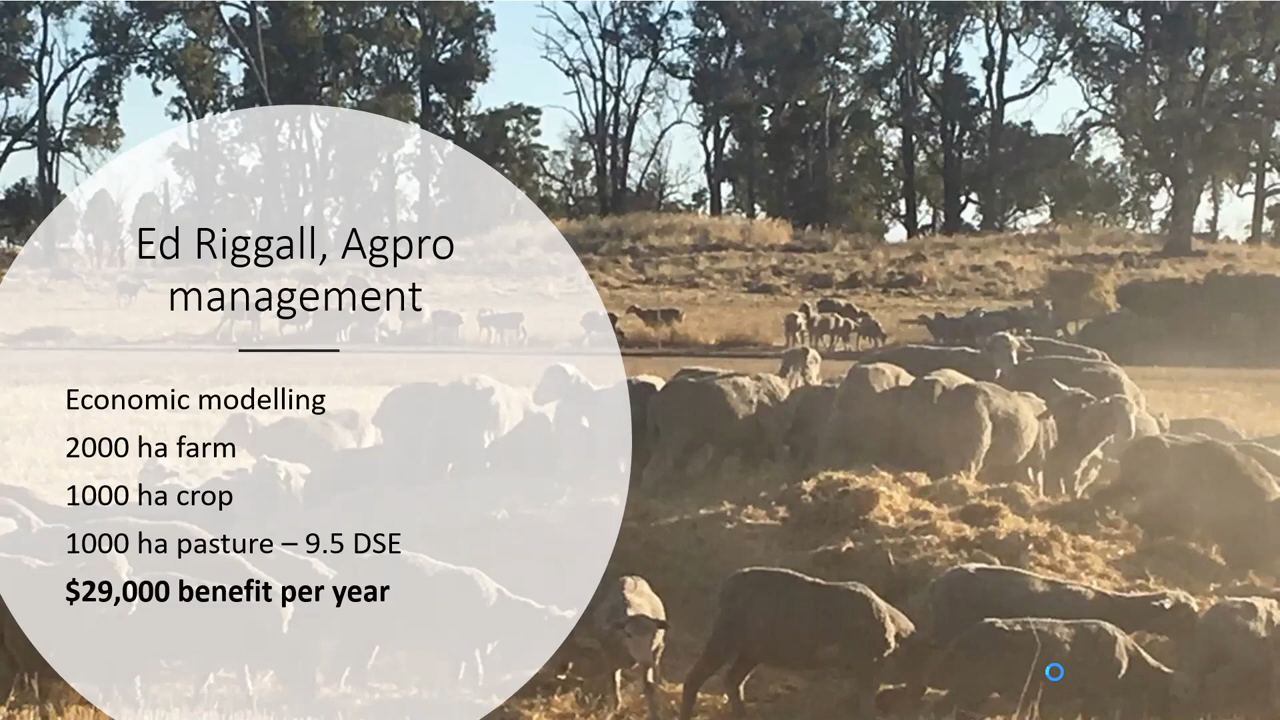 Ed Riggall, Agpro
management
Economic modelling
2000 ha farm
1000 ha crop
1000 ha pasture – 9.5 DSE
$29,000 benefit per year